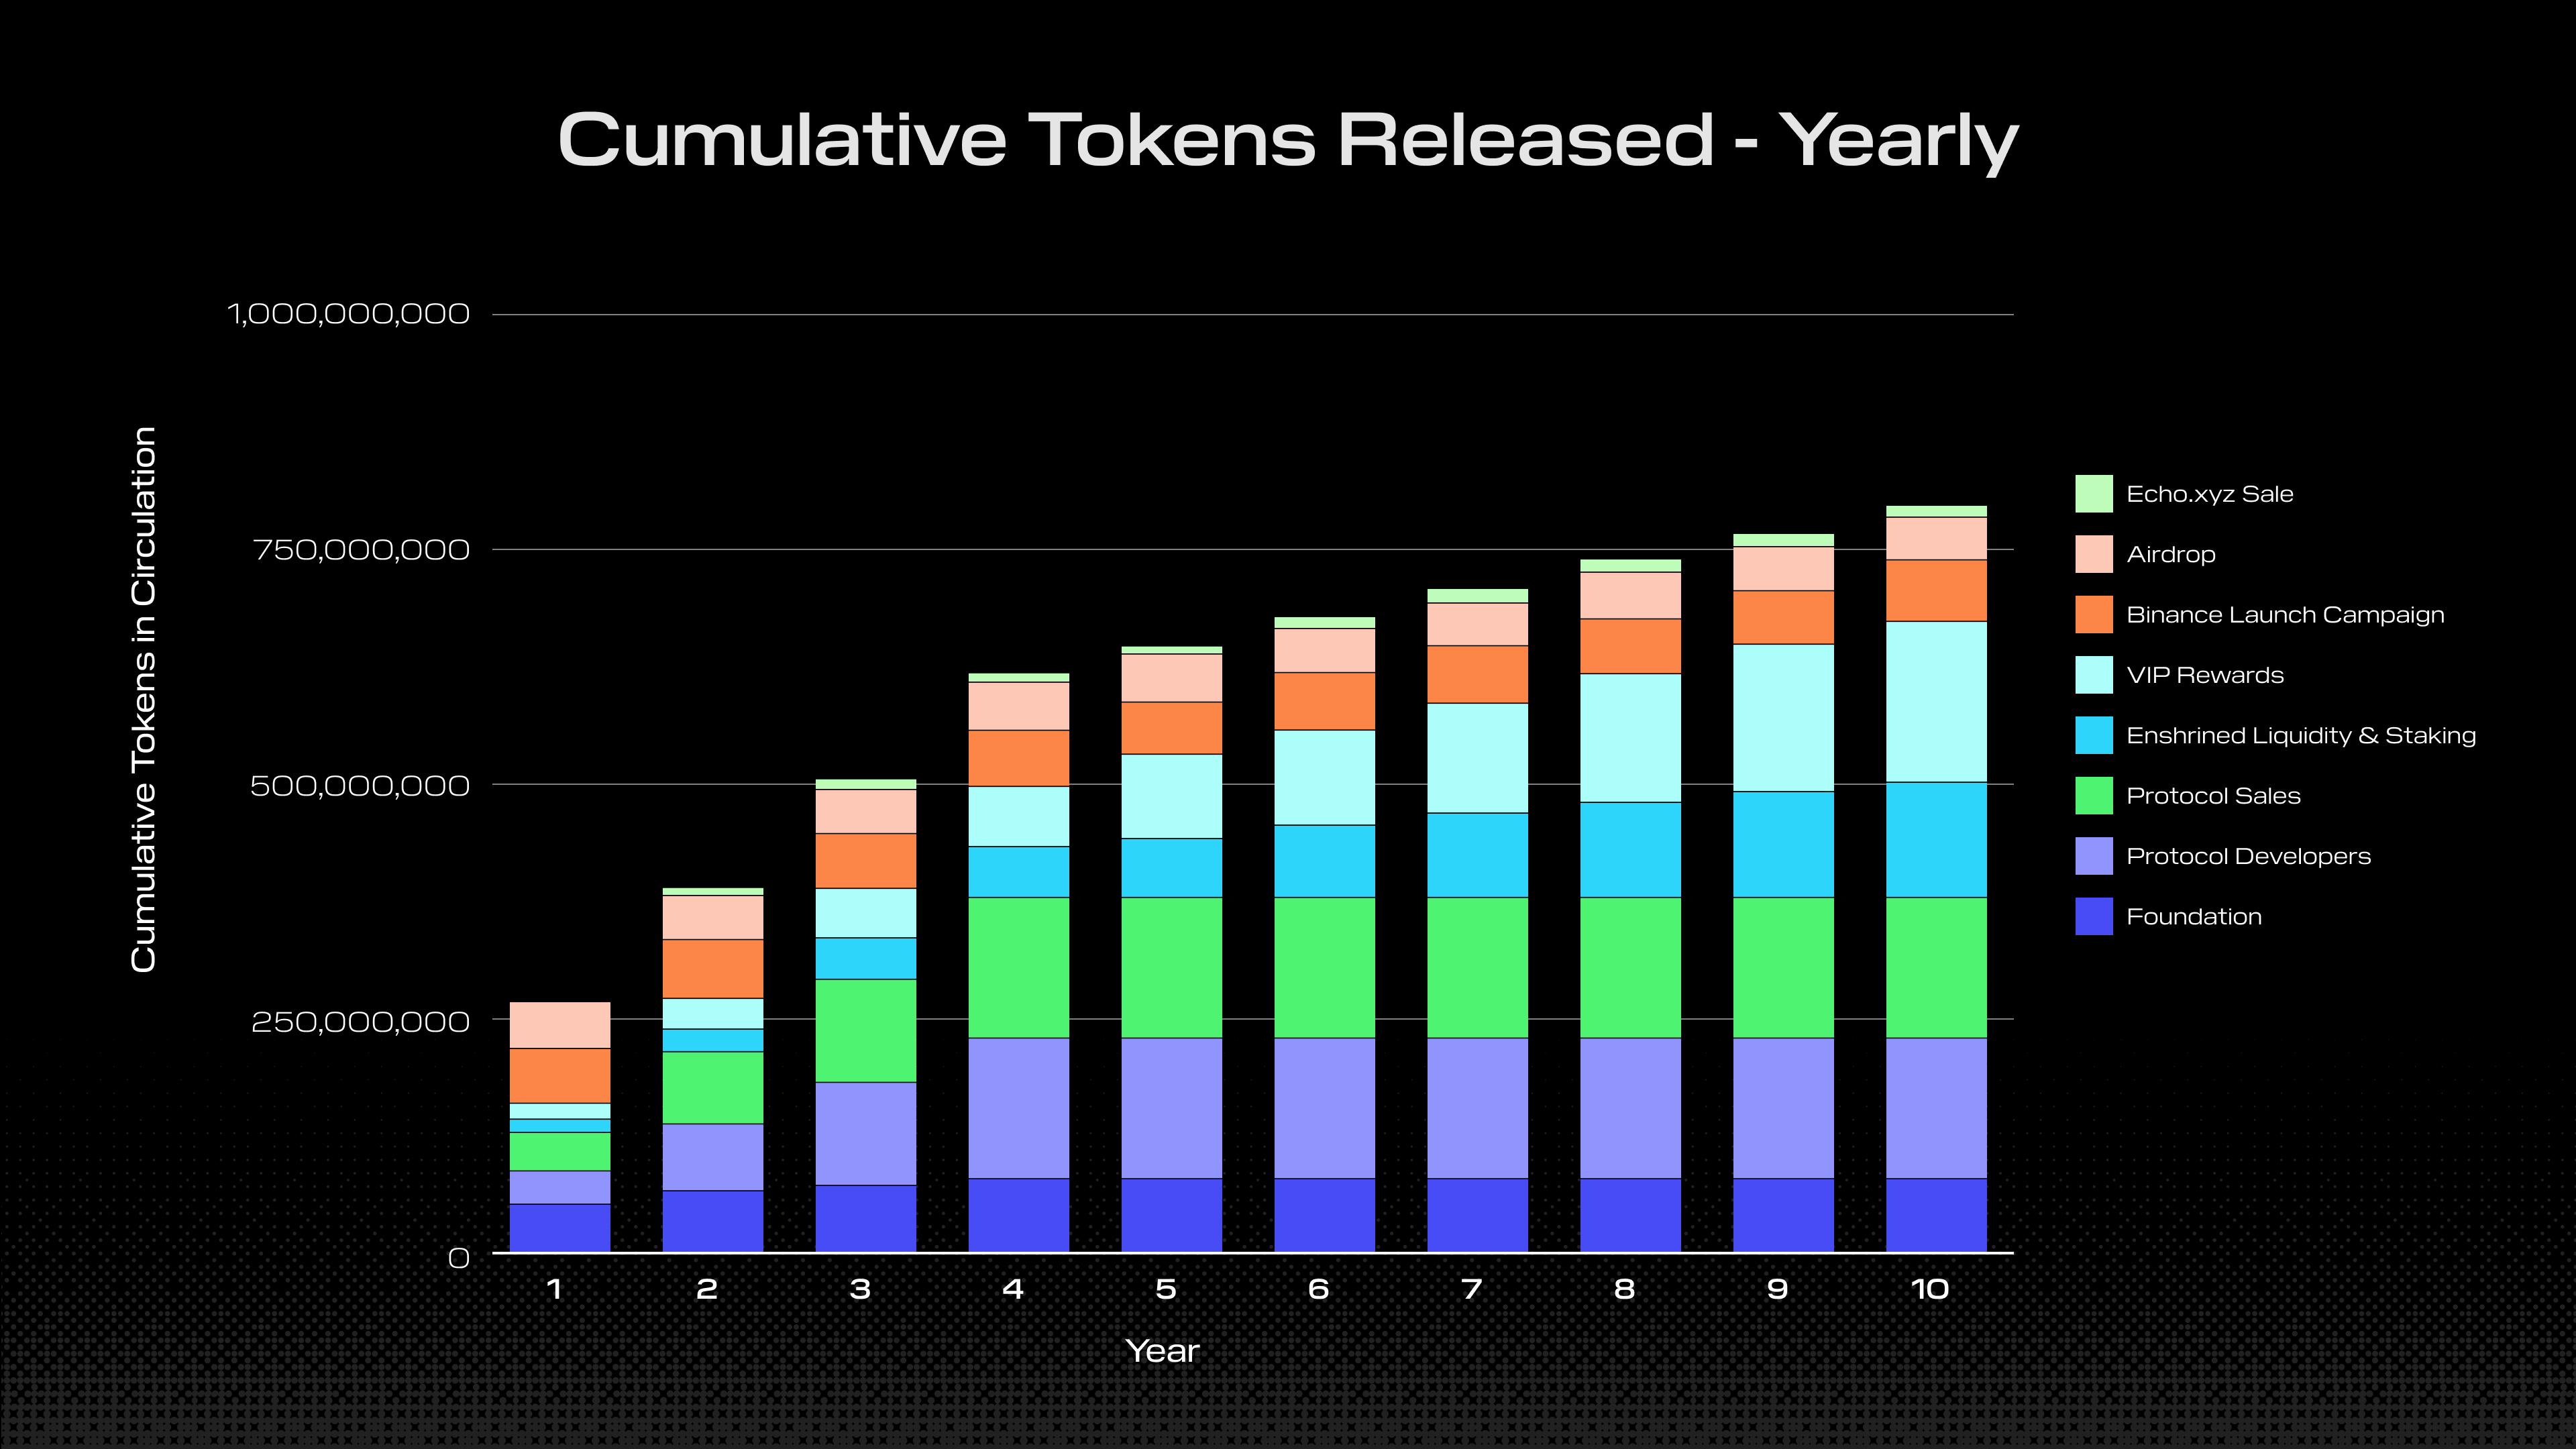 Cumulative Tokens Released - Yearly
Cumulative Tokens in Circulation
1,000,000,000
750,000,000
500,000,000
250,000,000
0
1 2 3 4 5 6 7 8 9 10
Year
Echo.xyz Sale
Airdrop
Binance Launch Campaign
VIP Rewards
Enshrined Liquidity & Staking
Protocol Sales
Protocol Developers
Foundation